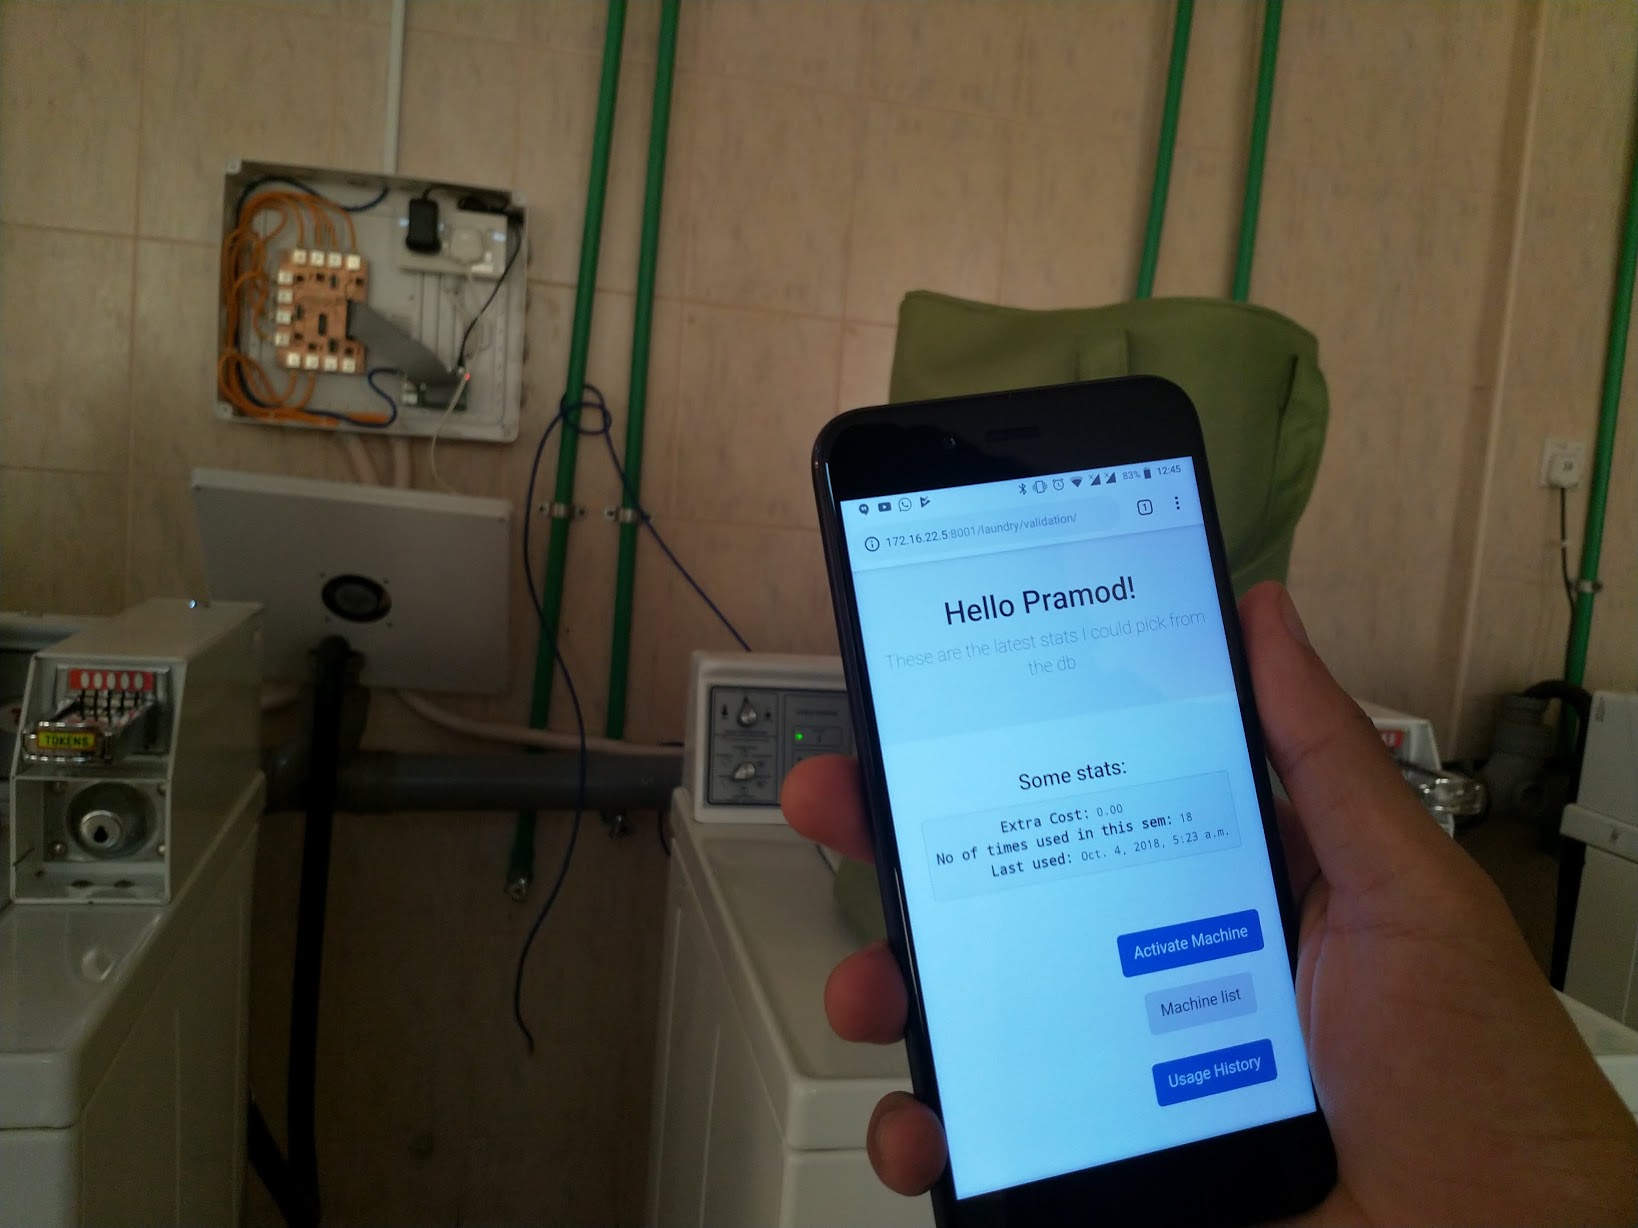 83% 12:45
172.16.22.5:8001/laundry/validation/
1
Hello Pramod!
These are the latest stats I could pick from
the db
Some stats:
Extra Cost: 0.00
No of times used in this sem: 18
Last used: Oct. 4, 2018, 5:23 a.m.
Activate Machine
Machine list
Usage History
TOKENS